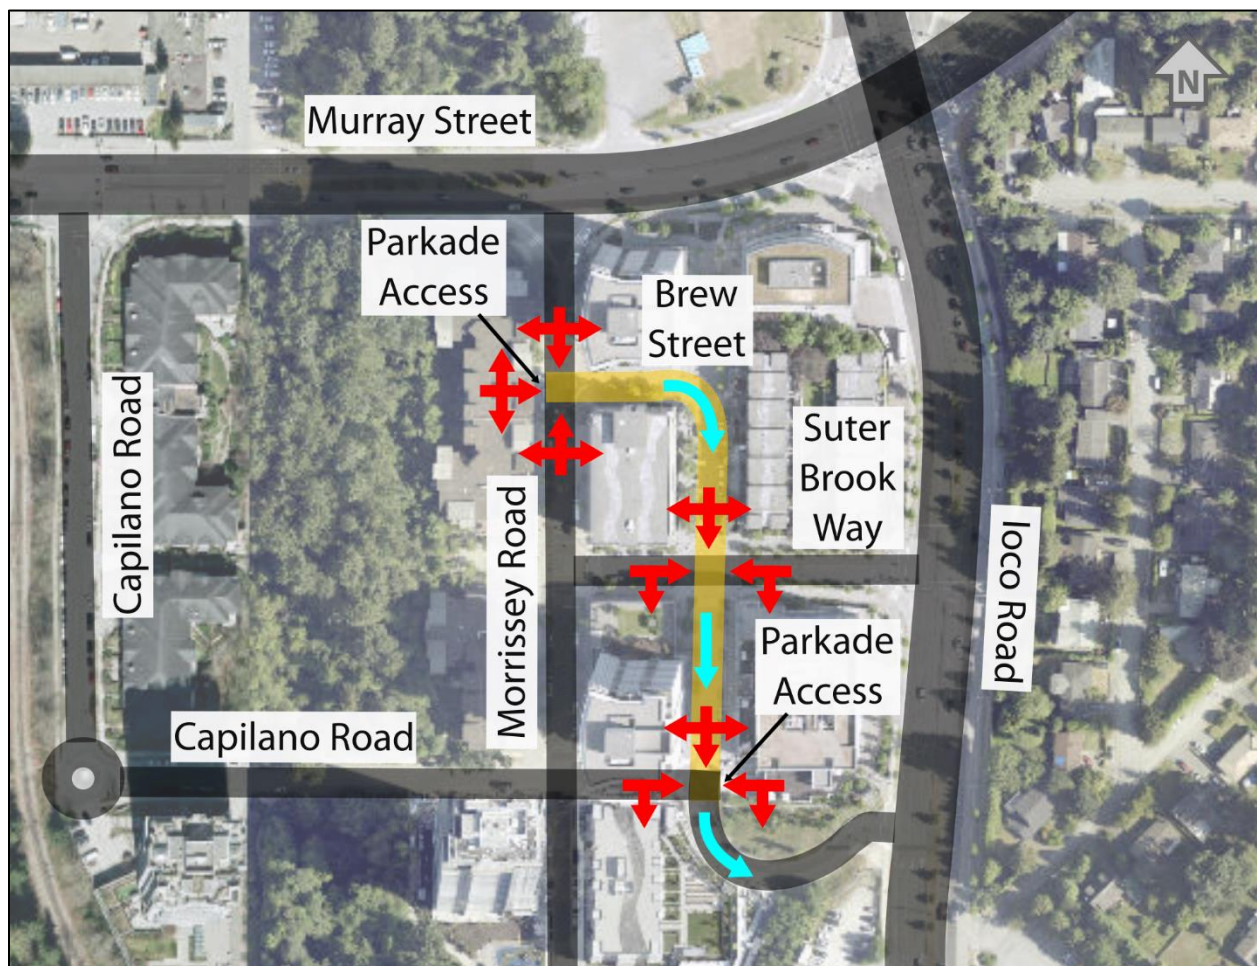 N
Murray Street
Parkade
Access
Brew
Street
Suter
Brook
Way
Capilano Road
Morrissey Road
Ioco Road
Parkade
Access
Capilano Road